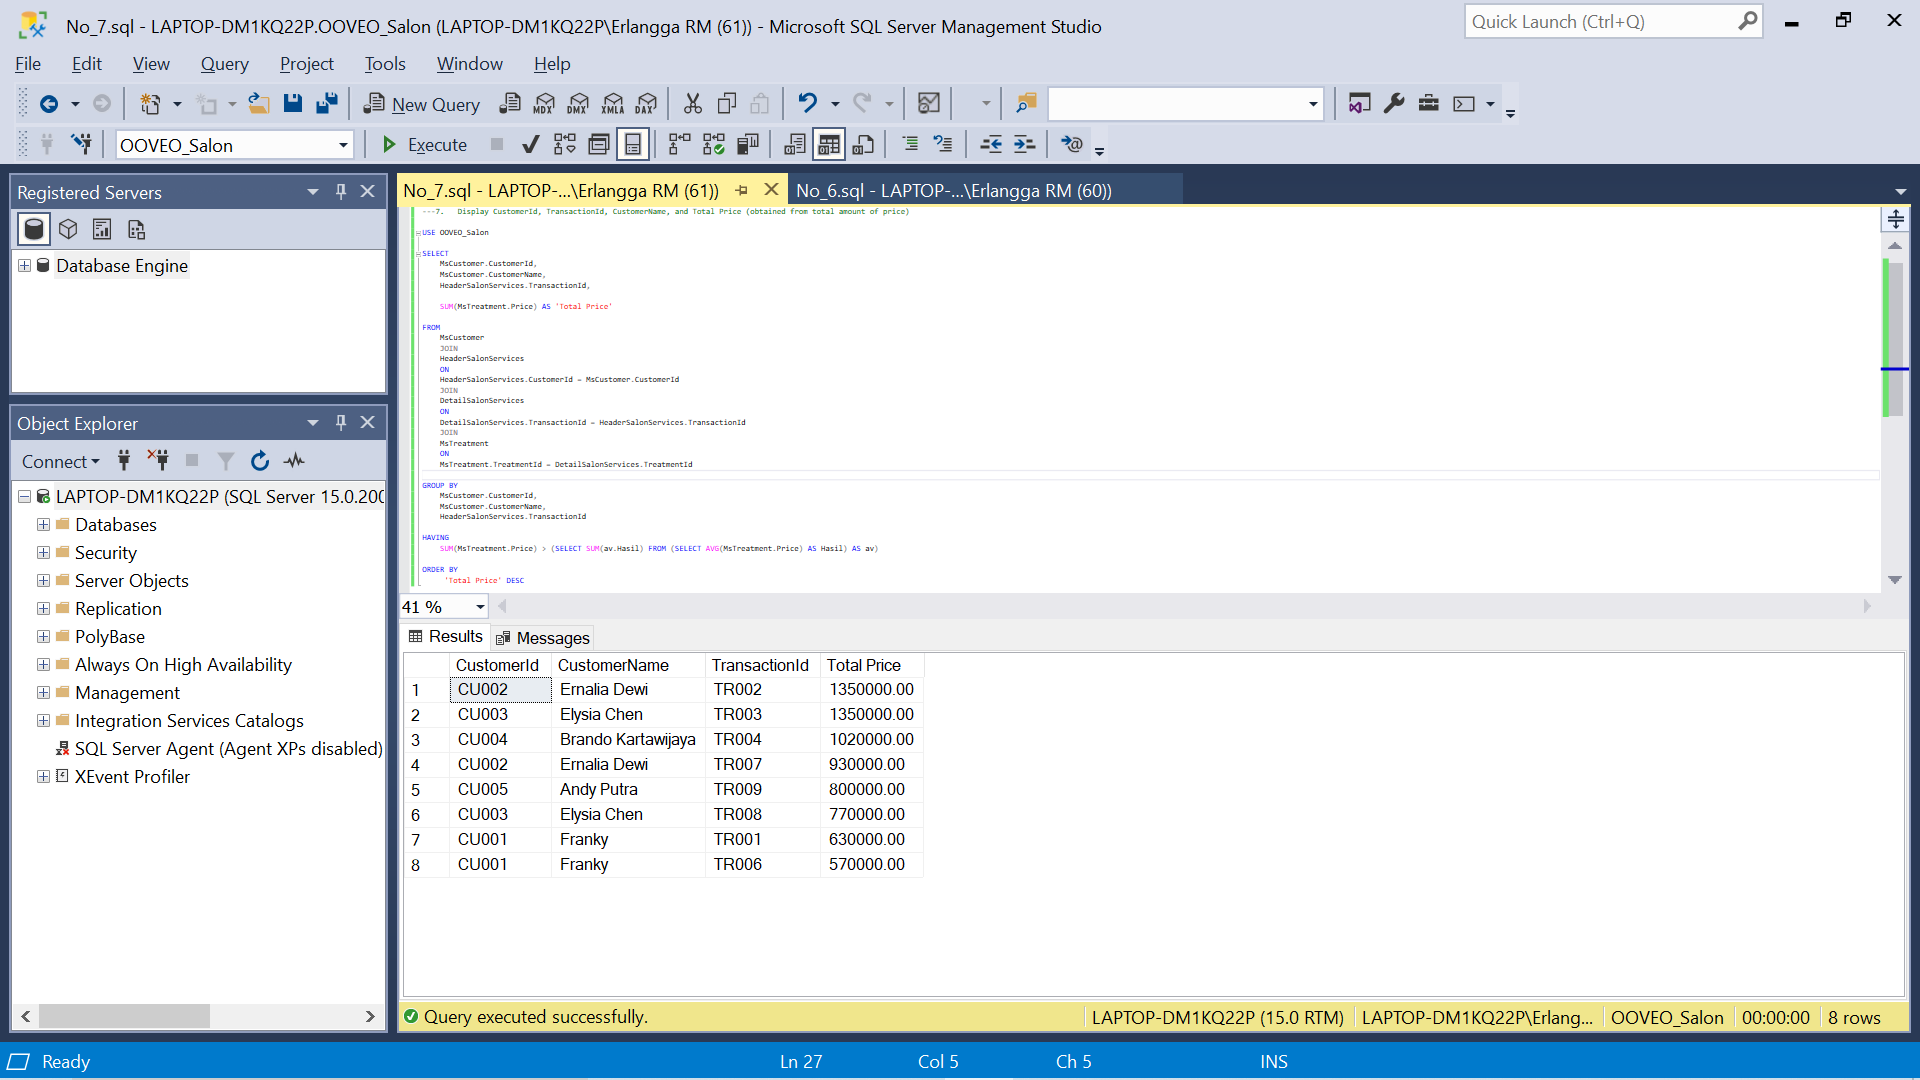 No_7.sql - LAPTOP-DM1KQ22P.OOVEO_Salon (LAPTOP-DM1KQ22P\Erlangga RM (61)) - Microsoft SQL Server Management Studio
Quick Launch (Ctrl+Q)
File Edit View Query Project Tools Window Help
New Query MDX DMX XMLA DAX
OOVEO_Salon Execute
Registered Servers
Database Engine
Object Explorer
Connect
LAPTOP-DM1KQ22P (SQL Server 15.0.200
Databases
Security
Server Objects
Replication
PolyBase
Always On High Availability
Management
Integration Services Catalogs
SQL Server Agent (Agent XPs disabled)
XEvent Profiler
No_7.sql - LAPTOP-...\Erlangga RM (61)) No_6.sql - LAPTOP-...\Erlangga RM (60))
---7. Display CustomerId, TransactionId, CustomerName, and Total Price (obtained from total amount of price)
USE OOVEO_Salon
SELECT
MsCustomer.CustomerId,
MsCustomer.CustomerName,
HeaderSalonServices.TransactionId,
SUM(MsTreatment.Price) AS 'Total Price'
FROM
MsCustomer
JOIN
HeaderSalonServices
ON
HeaderSalonServices.CustomerId = MsCustomer.CustomerId
JOIN
DetailSalonServices
ON
DetailSalonServices.TransactionId = HeaderSalonServices.TransactionId
JOIN
MsTreatment
ON
MsTreatment.TreatmentId = DetailSalonServices.TreatmentId
GROUP BY
MsCustomer.CustomerId,
MsCustomer.CustomerName,
HeaderSalonServices.TransactionId
HAVING
SUM(MsTreatment.Price) > (SELECT SUM(av.Hasil) FROM (SELECT AVG(MsTreatment.Price) AS Hasil) AS av)
ORDER BY
'Total Price' DESC
41 %
Results Messages
CustomerId CustomerName TransactionId Total Price
1 CU002 Ernalia Dewi TR002 1350000.00
2 CU003 Elysia Chen TR003 1350000.00
3 CU004 Brando Kartawijaya TR004 1020000.00
4 CU002 Ernalia Dewi TR007 930000.00
5 CU005 Andy Putra TR009 800000.00
6 CU003 Elysia Chen TR008 770000.00
7 CU001 Franky TR001 630000.00
8 CU001 Franky TR006 570000.00
Query executed successfully. LAPTOP-DM1KQ22P (15.0 RTM) LAPTOP-DM1KQ22P\Erlang... OOVEO_Salon 00:00:00 8 rows
Ready Ln 27 Col 5 Ch 5 INS